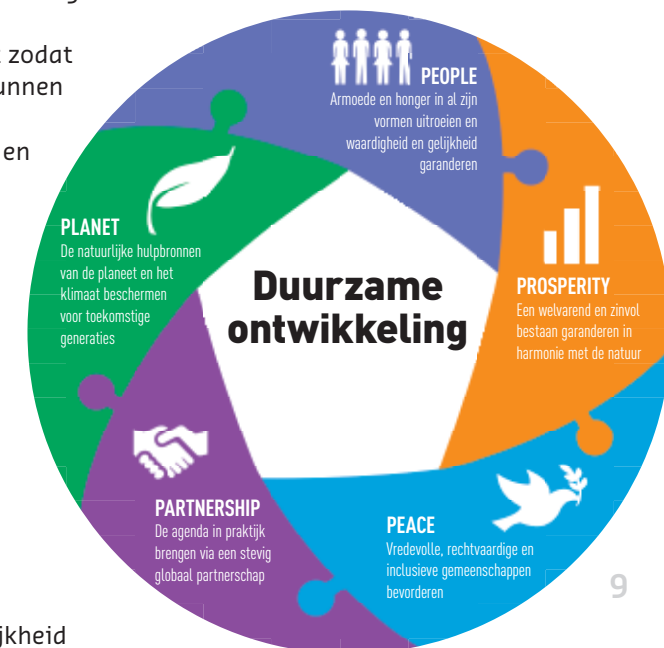 zodat
unnen
en
PEOPLE
Armoede en honger in al zijn
vormen uitroeien en
waardigheid en gelijkheid
garanderen
PLANET
De natuurlijke hulpbronnen
van de planeet en het
klimaat beschermen
voor toekomstige
generaties
Duurzame
ontwikkeling
PROSPERITY
Een welvarend en zinvol
bestaan garanderen in
harmonie met de natuur
PARTNERSHIP
De agenda in praktijk
brengen via een stevig
globaal partnerschap
PEACE
Vredevolle, rechtvaardige en
inclusieve gemeenschappen
bevorderen
9
jkheid